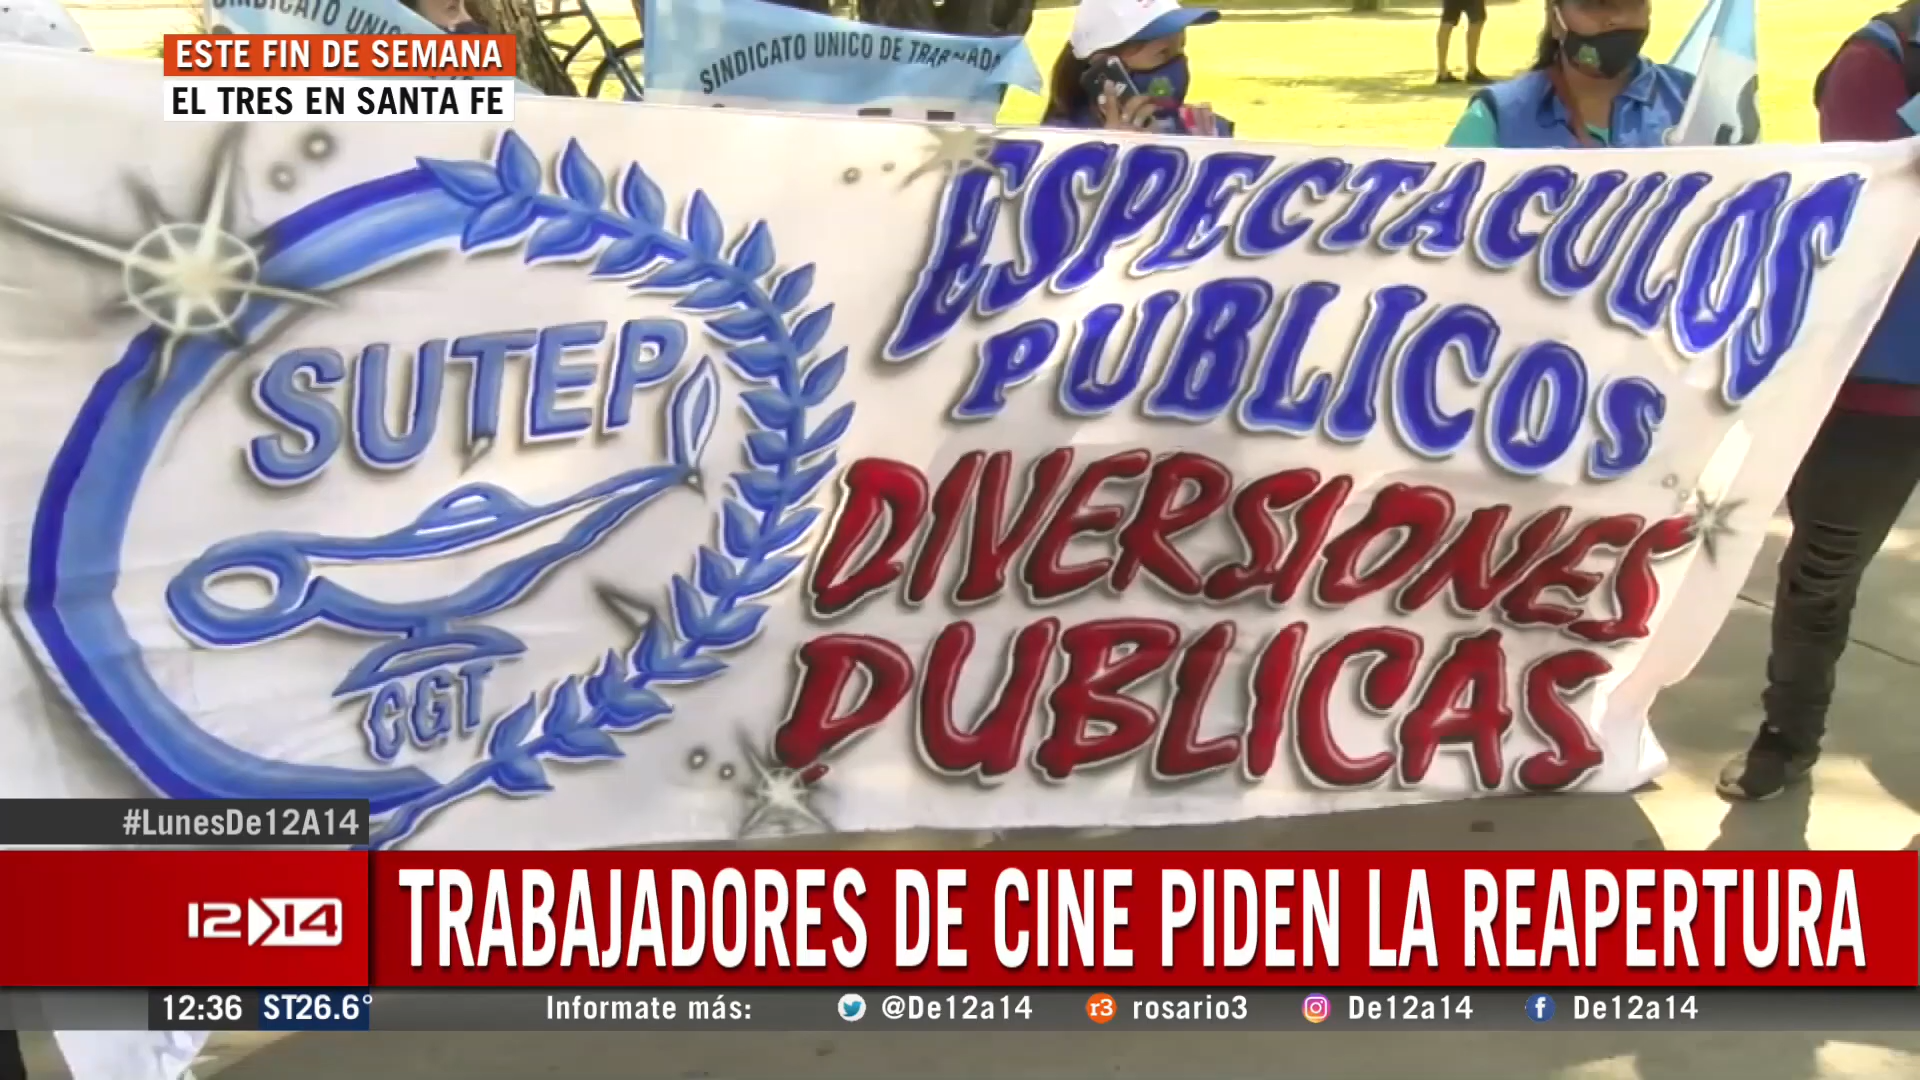 ESTE FIN DE SEMANA
EL TRES EN SANTA FE
SINDICATO UNICO
SINDICATO UNICO DE
ESPECTACULOS
PUBLICOS
DIVERSIONES
PUBLICAS
SUTEP
CGT
#LunesDe12A14
12 14
TRABAJADORES DE CINE PIDEN LA REAPERTURA
12:36 ST26.6°
Informate más: @De12a14 r3 rosario3 De12a14 De12a14